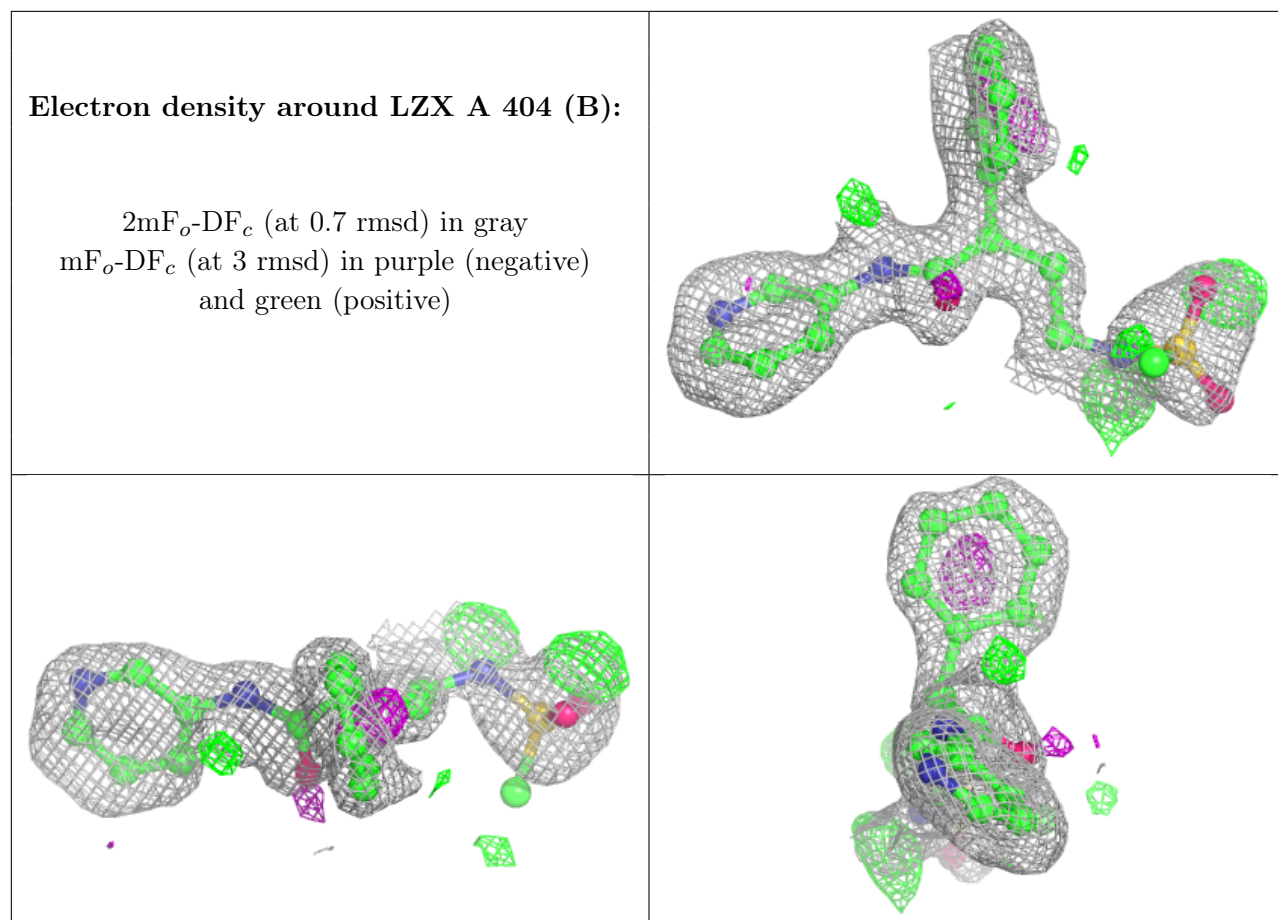 Electron density around LZX A 404 (B):
2mFo-DFc (at 0.7 rmsd) in gray
mFo-DFc (at 3 rmsd) in purple (negative)
and green (positive)